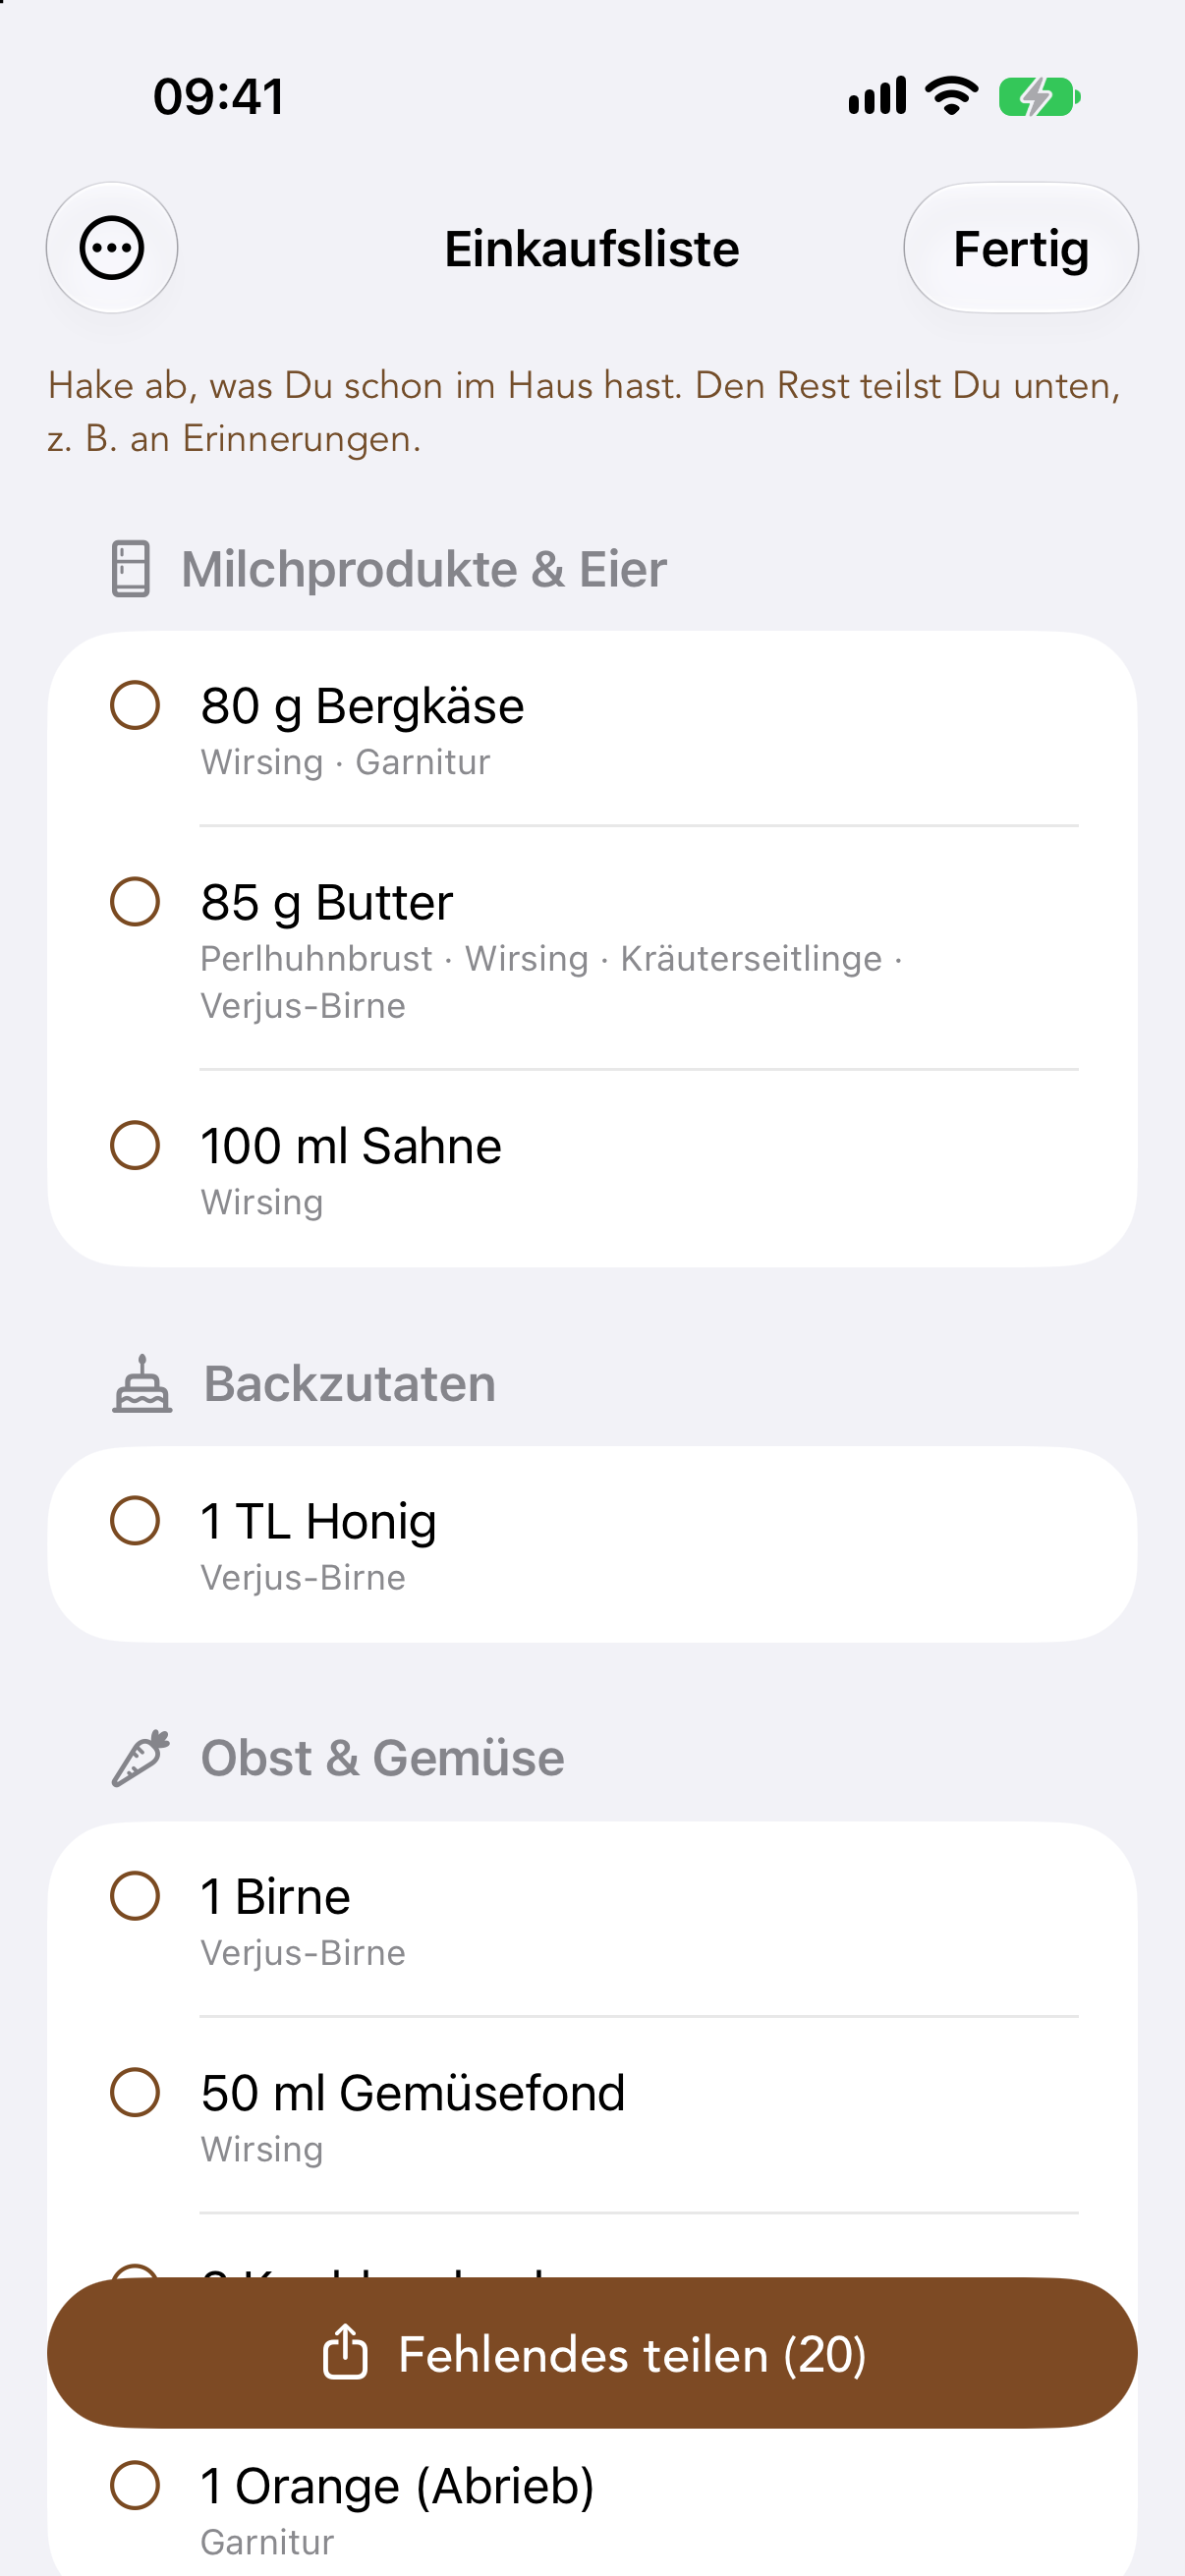 09:41
Einkaufsliste
Fertig
Hake ab, was Du schon im Haus hast. Den Rest teilst Du unten,
z. B. an Erinnerungen.
Milchprodukte & Eier
80 g Bergkäse
Wirsing · Garnitur
85 g Butter
Perlhuhnbrust · Wirsing · Kräuterseitlinge ·
Verjus-Birne
100 ml Sahne
Wirsing
Backzutaten
1 TL Honig
Verjus-Birne
Obst & Gemüse
1 Birne
Verjus-Birne
50 ml Gemüsefond
Wirsing
Fehlendes teilen (20)
1 Orange (Abrieb)
Garnitur